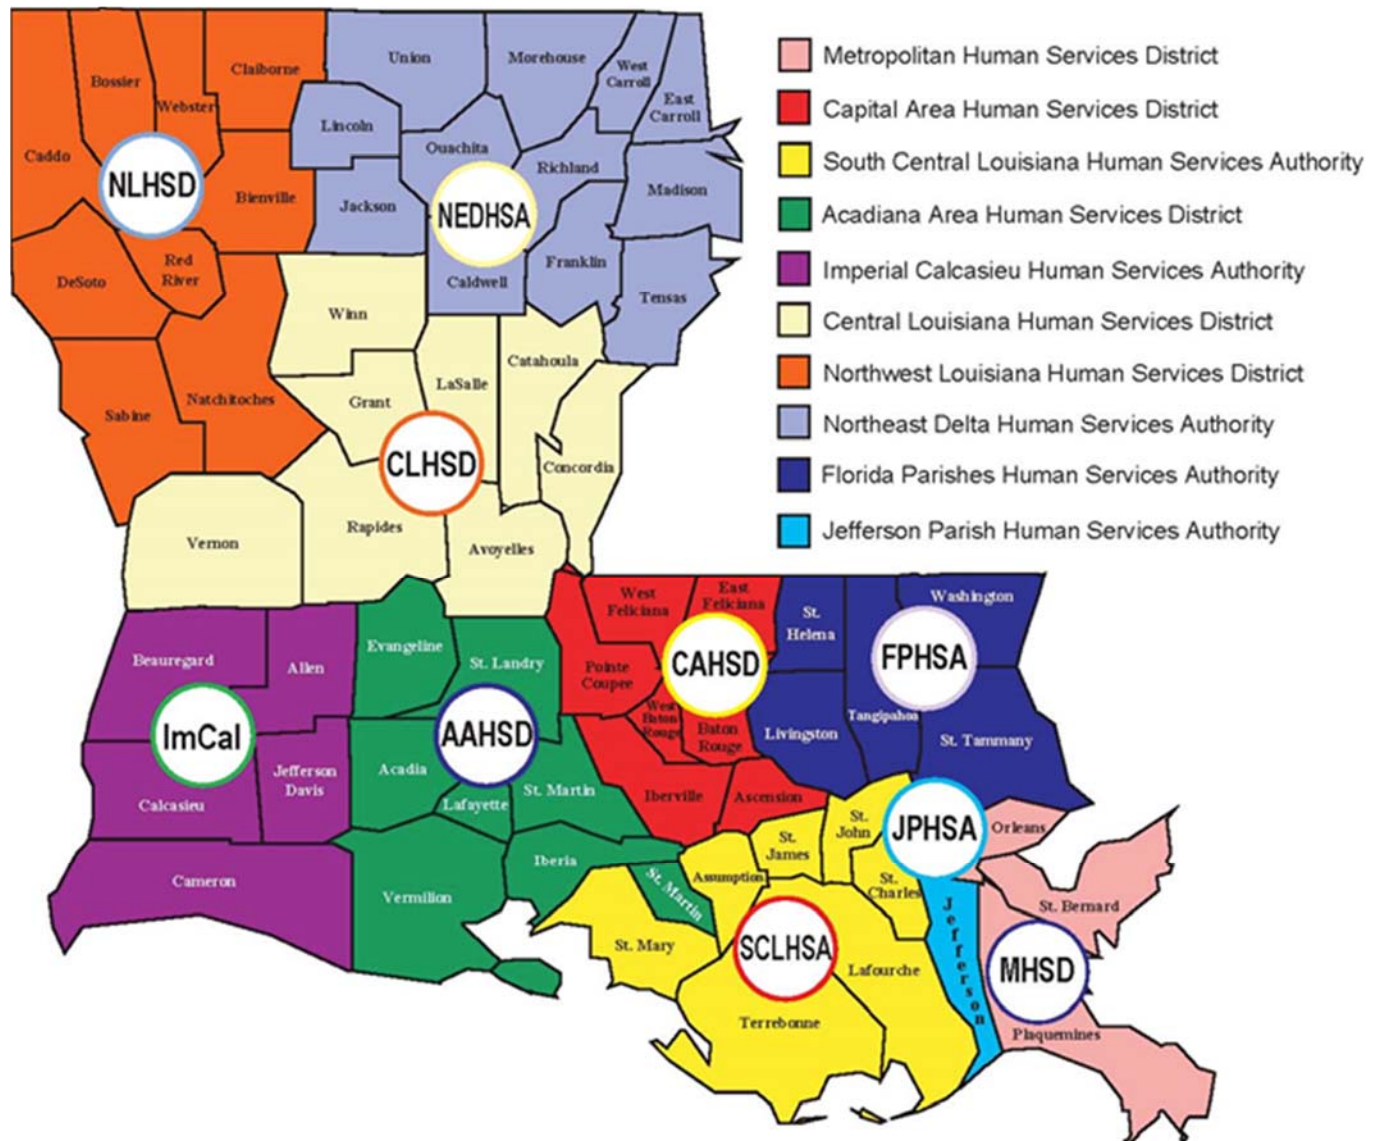 Metropolitan Human Services District
Capital Area Human Services District
South Central Louisiana Human Services Authority
Acadiana Area Human Services District
Imperial Calcasieu Human Services Authority
Central Louisiana Human Services District
Northwest Louisiana Human Services District
Northeast Delta Human Services Authority
Florida Parishes Human Services Authority
Jefferson Parish Human Services Authority
Caddo
Bossier
Webster
Claiborne
Bienville
NLHSD
DeSoto
Red
River
Sabine
Natchitoches
Union
Morehouse
West
Carroll
East
Carroll
Lincoln
Ouachita
Richland
Madison
Jackson
NEDHSA
Caldwell
Franklin
Tensas
Winn
Grant
LaSalle
Catahoula
CLHSD
Concordia
Vernon
Rapides
Avoyelles
Beauregard
Allen
ImCal
Calcasieu
Jefferson
Davis
Cameron
Evangeline
St. Landry
AAHSD
Acadia
Lafayette
St. Martin
Iberia
Vermilion
St. Martin
West
Feliciana
East
Feliciana
Pointe
Coupee
CAHSD
West
Baton
Rouge
Baton
Rouge
Iberville
Ascension
St.
Helena
Washington
FPHSA
Livingston
Tangipahoa
St. Tammany
St.
John
St.
James
Assumption
St.
Charles
St. Mary
SCLHSA
Lafourche
Terrebonne
JPHSA
Jefferson
Orleans
St. Bernard
MHSD
Plaquemines